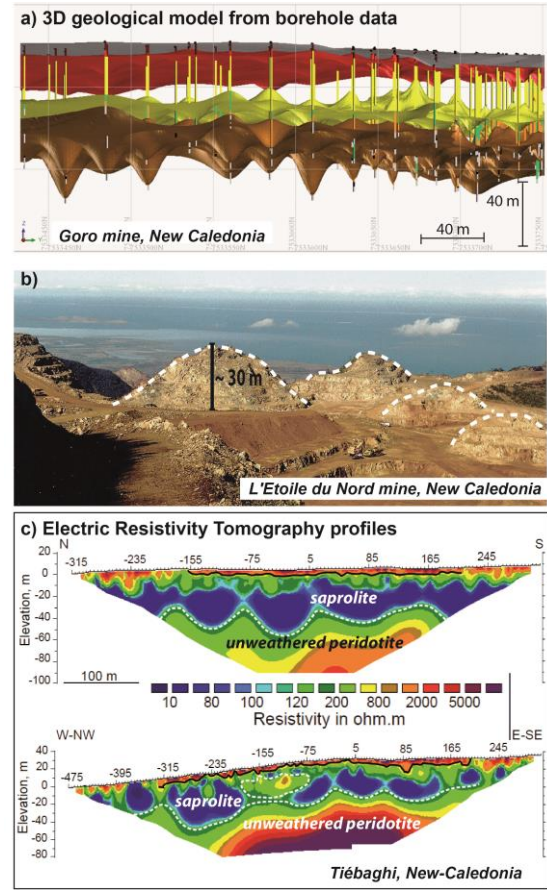 a) 3D geological model from borehole data
40 m
40 m
Goro mine, New Caledonia
b)
~ 30 m
L'Etoile du Nord mine, New Caledonia
c) Electric Resistivity Tomography profiles
N
S
-315 -235 -155 -75 5 85 165 245
Elevation, m
20
0
-20
-40
-60
-80
-100
saprolite
unweathered peridotite
100 m
10 80 100 120 200 800 2000 5000
Resistivity in ohm.m
W-NW
E-SE
-475 -395 -315 -235 -155 -75 5 85 165 245
Elevation, m
40
20
0
-20
-40
-60
-80
saprolite
unweathered peridotite
Tiébaghi, New-Caledonia